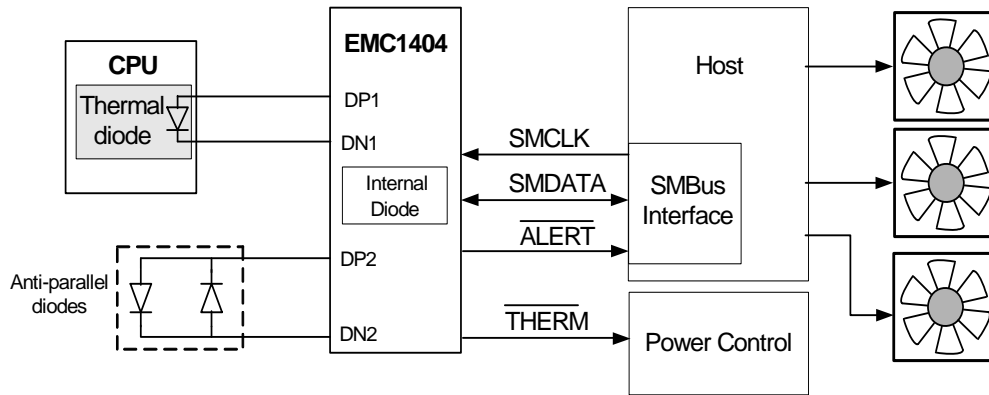 EMC1404
CPU
Thermal
diode
DP1
DN1
Internal
Diode
DP2
DN2
Anti-parallel
diodes
SMCLK
SMDATA
ALERT
THERM
Host
SMBus
Interface
Power Control